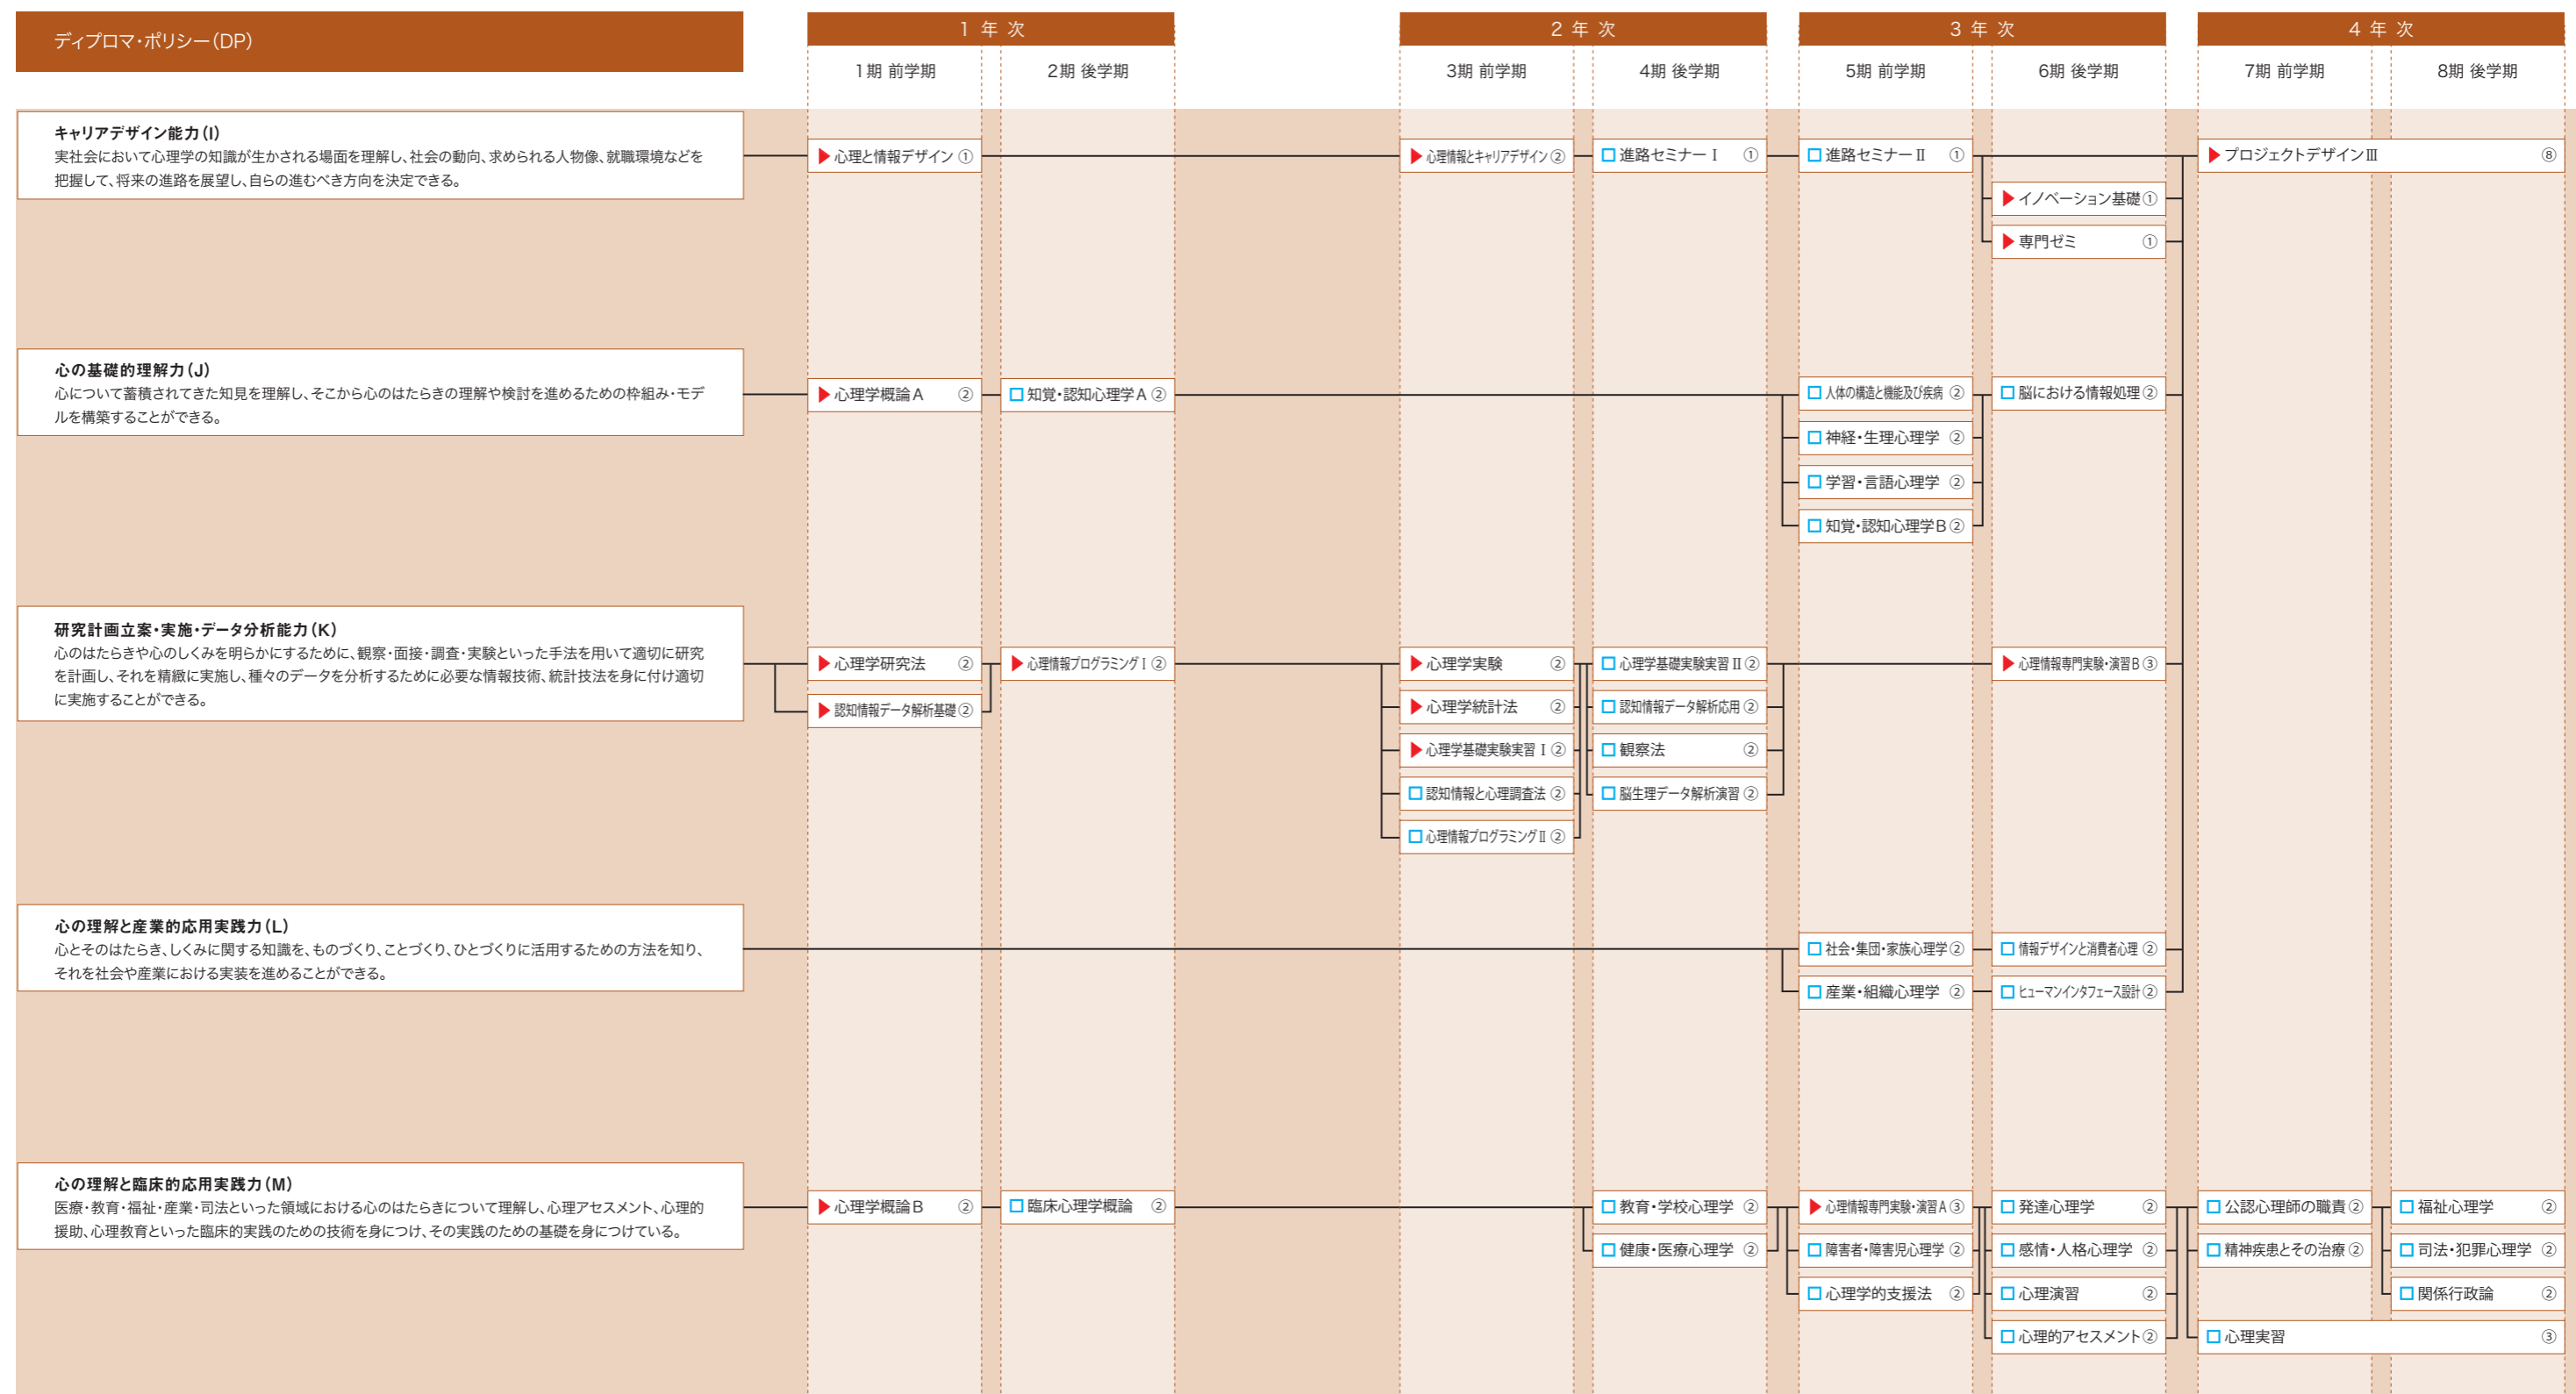 ディプロマ・ポリシー(DP)
1 年 次
2 年 次
3 年 次
4 年 次
1期 前学期
2期 後学期
3期 前学期
4期 後学期
5期 前学期
6期 後学期
7期 前学期
8期 後学期
キャリアデザイン能力(I)
実社会において心理学の知識が生かされる場面を理解し、社会の動向、求められる人物像、就職環境などを
把握して、将来の進路を展望し、自らの進むべき方向を決定できる。
▶心理と情報デザイン ①
▶心理情報とキャリアデザイン ②
□進路セミナーⅠ ①
□進路セミナーⅡ ①
▶プロジェクトデザインⅢ ⑧
▶イノベーション基礎 ①
▶専門ゼミ ①
心の基礎的理解力(J)
心について蓄積されてきた知見を理解し、そこから心のはたらきの理解や検討を進めるための枠組み・モデ
ルを構築することができる。
▶心理学概論A ②
□知覚・認知心理学A ②
□人体の構造と機能及び疾病 ②
□脳における情報処理 ②
□神経・生理心理学 ②
□学習・言語心理学 ②
□知覚・認知心理学B ②
研究計画立案・実施・データ分析能力(K)
心のはたらきや心のしくみを明らかにするために、観察・面接・調査・実験といった手法を用いて適切に研究
を計画し、それを精緻に実施し、種々のデータを分析するために必要な情報技術、統計技法を身に付け適切
に実施することができる。
▶心理学研究法 ②
▶心理情報プログラミングⅠ ②
▶心理学実験 ②
□心理学基礎実験実習Ⅱ ②
▶心理情報専門実験・演習B ③
▶認知情報データ解析基礎 ②
▶心理学統計法 ②
□認知情報データ解析応用 ②
▶心理学基礎実験実習Ⅰ ②
□観察法 ②
□認知情報と心理調査法 ②
□脳生理データ解析演習 ②
□心理情報プログラミングⅡ ②
心の理解と産業的応用実践力(L)
心とそのはたらき、しくみに関する知識を、ものづくり、ことづくり、ひとづくりに活用するための方法を知り、
それを社会や産業における実装を進めることができる。
□社会・集団・家族心理学 ②
□情報デザインと消費者心理 ②
□産業・組織心理学 ②
□ヒューマンインタフェース設計 ②
心の理解と臨床的応用実践力(M)
医療・教育・福祉・産業・司法といった領域における心のはたらきについて理解し、心理アセスメント、心理的
援助、心理教育といった臨床的実践のための技術を身につけ、その実践のための基礎を身につけている。
▶心理学概論B ②
□臨床心理学概論 ②
□教育・学校心理学 ②
▶心理情報専門実験・演習A ③
□発達心理学 ②
□公認心理師の職責 ②
□福祉心理学 ②
□健康・医療心理学 ②
□障害者・障害児心理学 ②
□感情・人格心理学 ②
□精神疾患とその治療 ②
□司法・犯罪心理学 ②
□心理学的支援法 ②
□心理演習 ②
□関係行政論 ②
□心理的アセスメント ②
□心理実習 ③